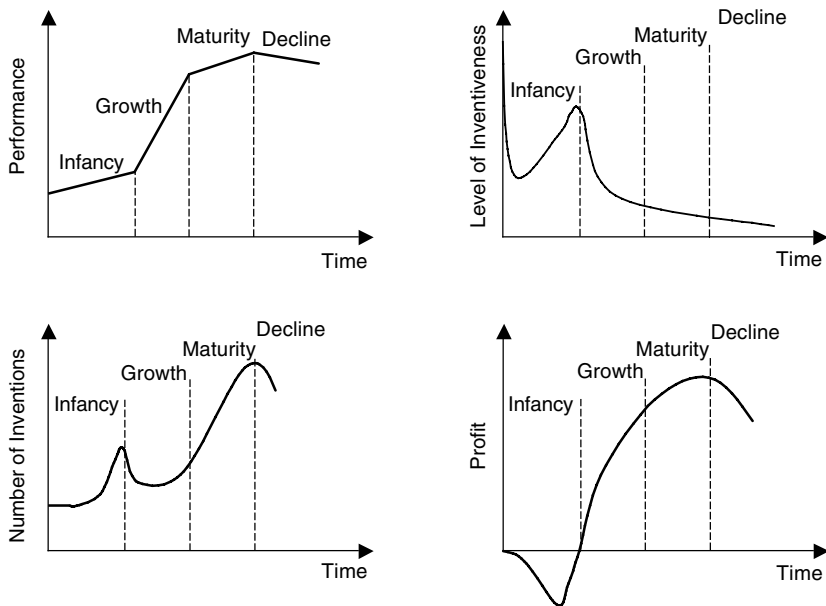 Performance
Infancy
Growth
Maturity
Decline
Time
Level of Inventiveness
Infancy
Growth
Maturity
Decline
Time
Number of Inventions
Infancy
Growth
Maturity
Decline
Time
Profit
Infancy
Growth
Maturity
Decline
Time